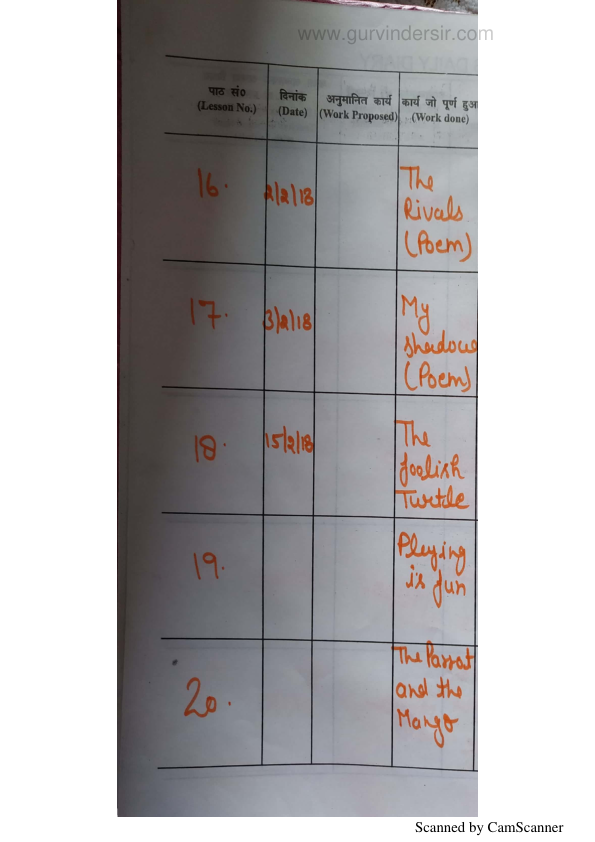 www.gurvindersir.com
पाठ सं०
(Lesson No.)
दिनांक
(Date)
अनुमानित कार्य
(Work Proposed)
कार्य जो पूर्ण हुआ
(Work done)
16.
2/2/18
The
Rivals
(Poem)
17.
3/2/18
My
Shadow
(Poem)
18.
15/2/18
The
foolish
Turtle
19.
Playing
is fun
20.
The Parrot
and the
Mango
Scanned by CamScanner